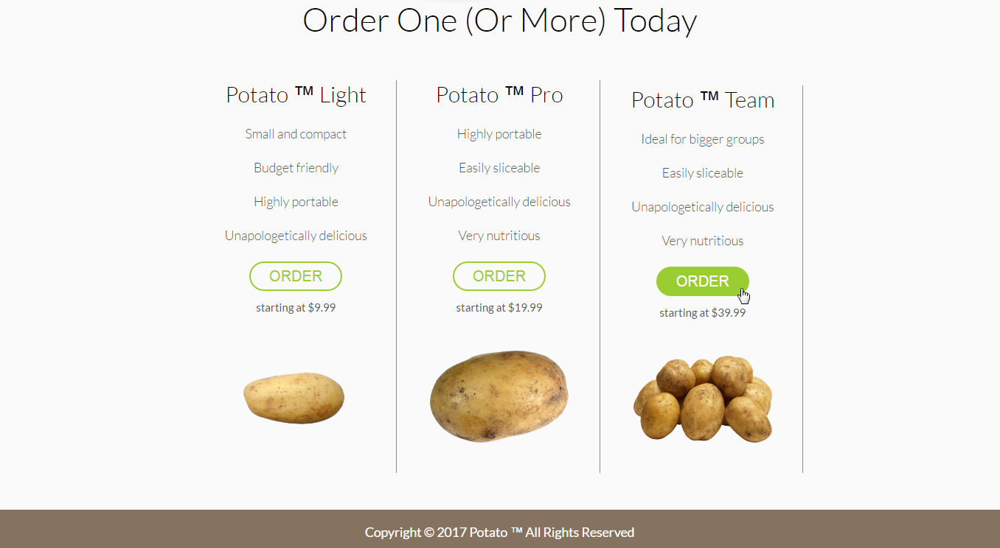 Order One (Or More) Today
Potato ™ Light
Small and compact
Budget friendly
Highly portable
Unapologetically delicious
ORDER
starting at $9.99
Potato ™ Pro
Highly portable
Easily sliceable
Unapologetically delicious
Very nutritious
ORDER
starting at $19.99
Potato ™ Team
Ideal for bigger groups
Easily sliceable
Unapologetically delicious
Very nutritious
ORDER
starting at $39.99
Copyright © 2017 Potato ™ All Rights Reserved